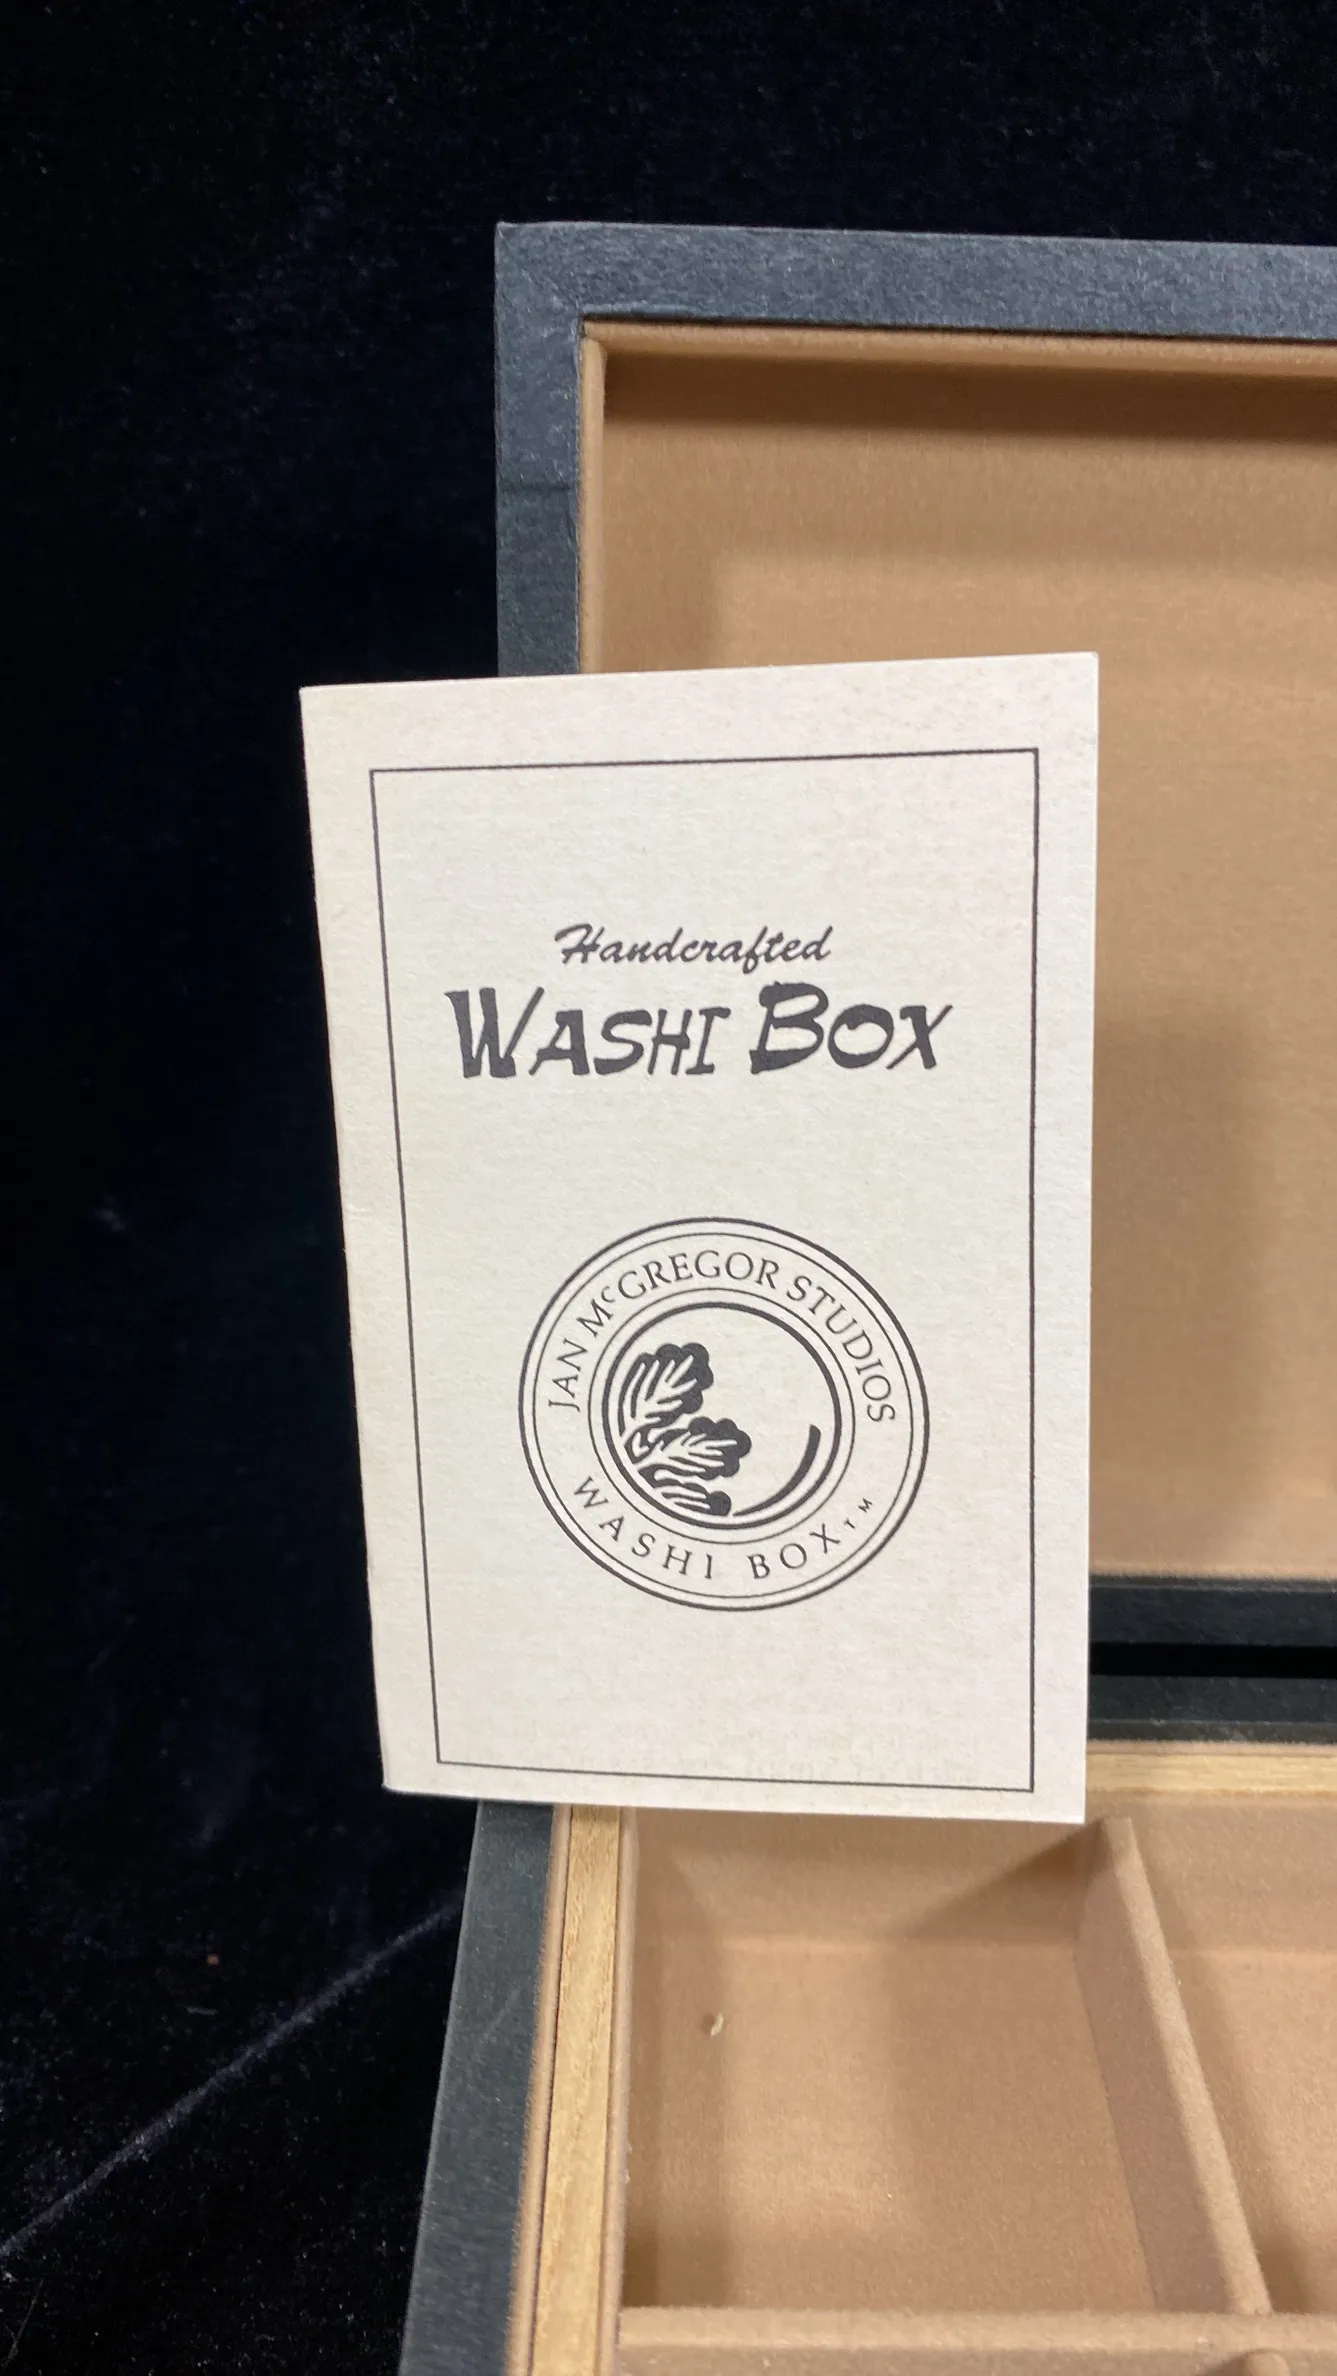 Handcrafted
WASHI BOX
JAN McGREGOR STUDIOS
WASHI BOX™